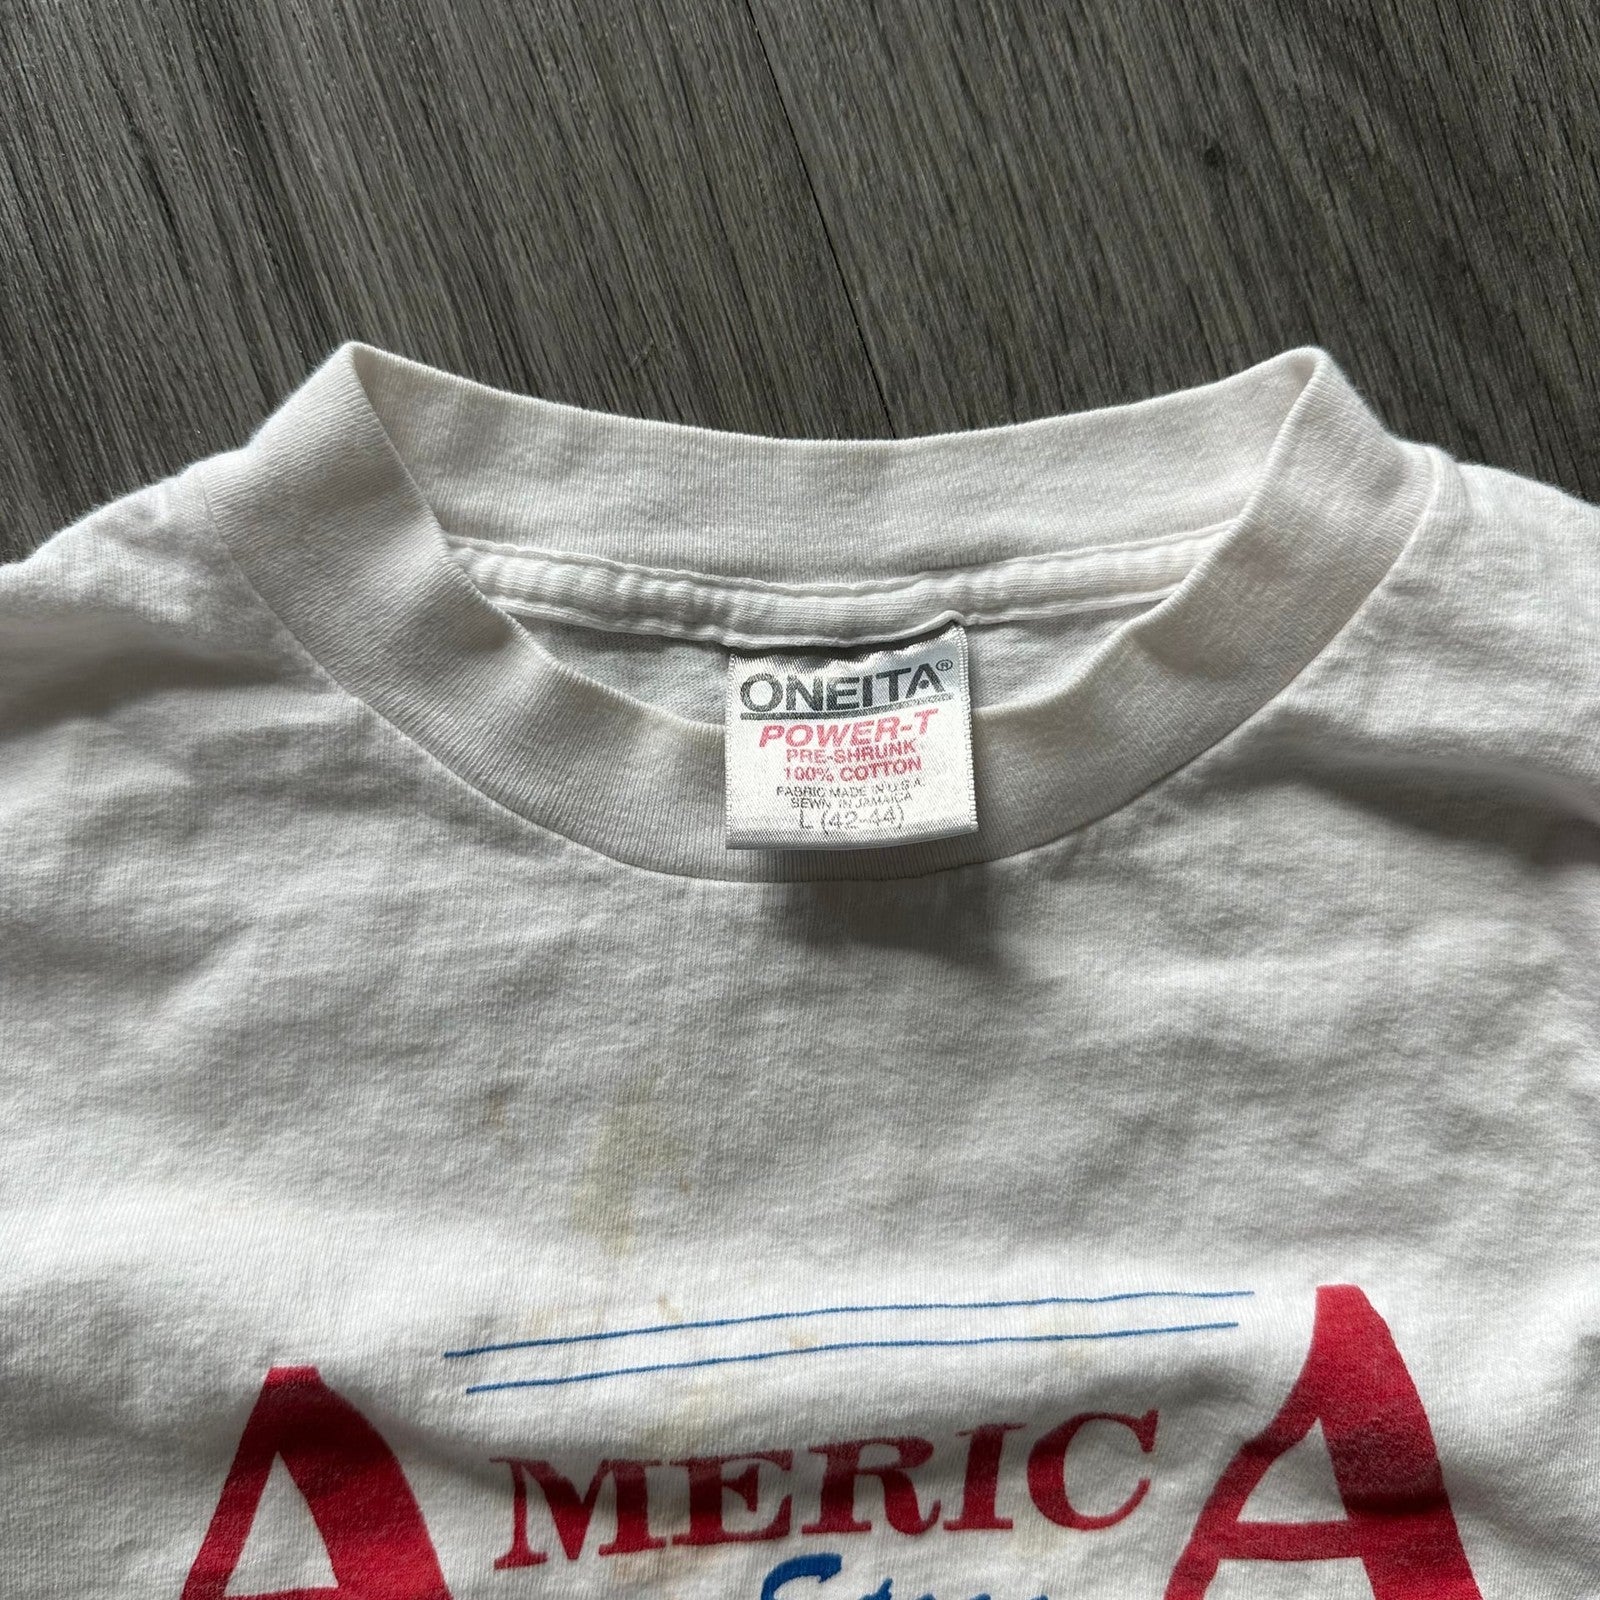 ONEITA®
POWER-T
PRE-SHRUNK
100% COTTON
FABRIC MADE IN U.S.A.
SEWN IN JAMAICA
L (42-44)
AMERICA